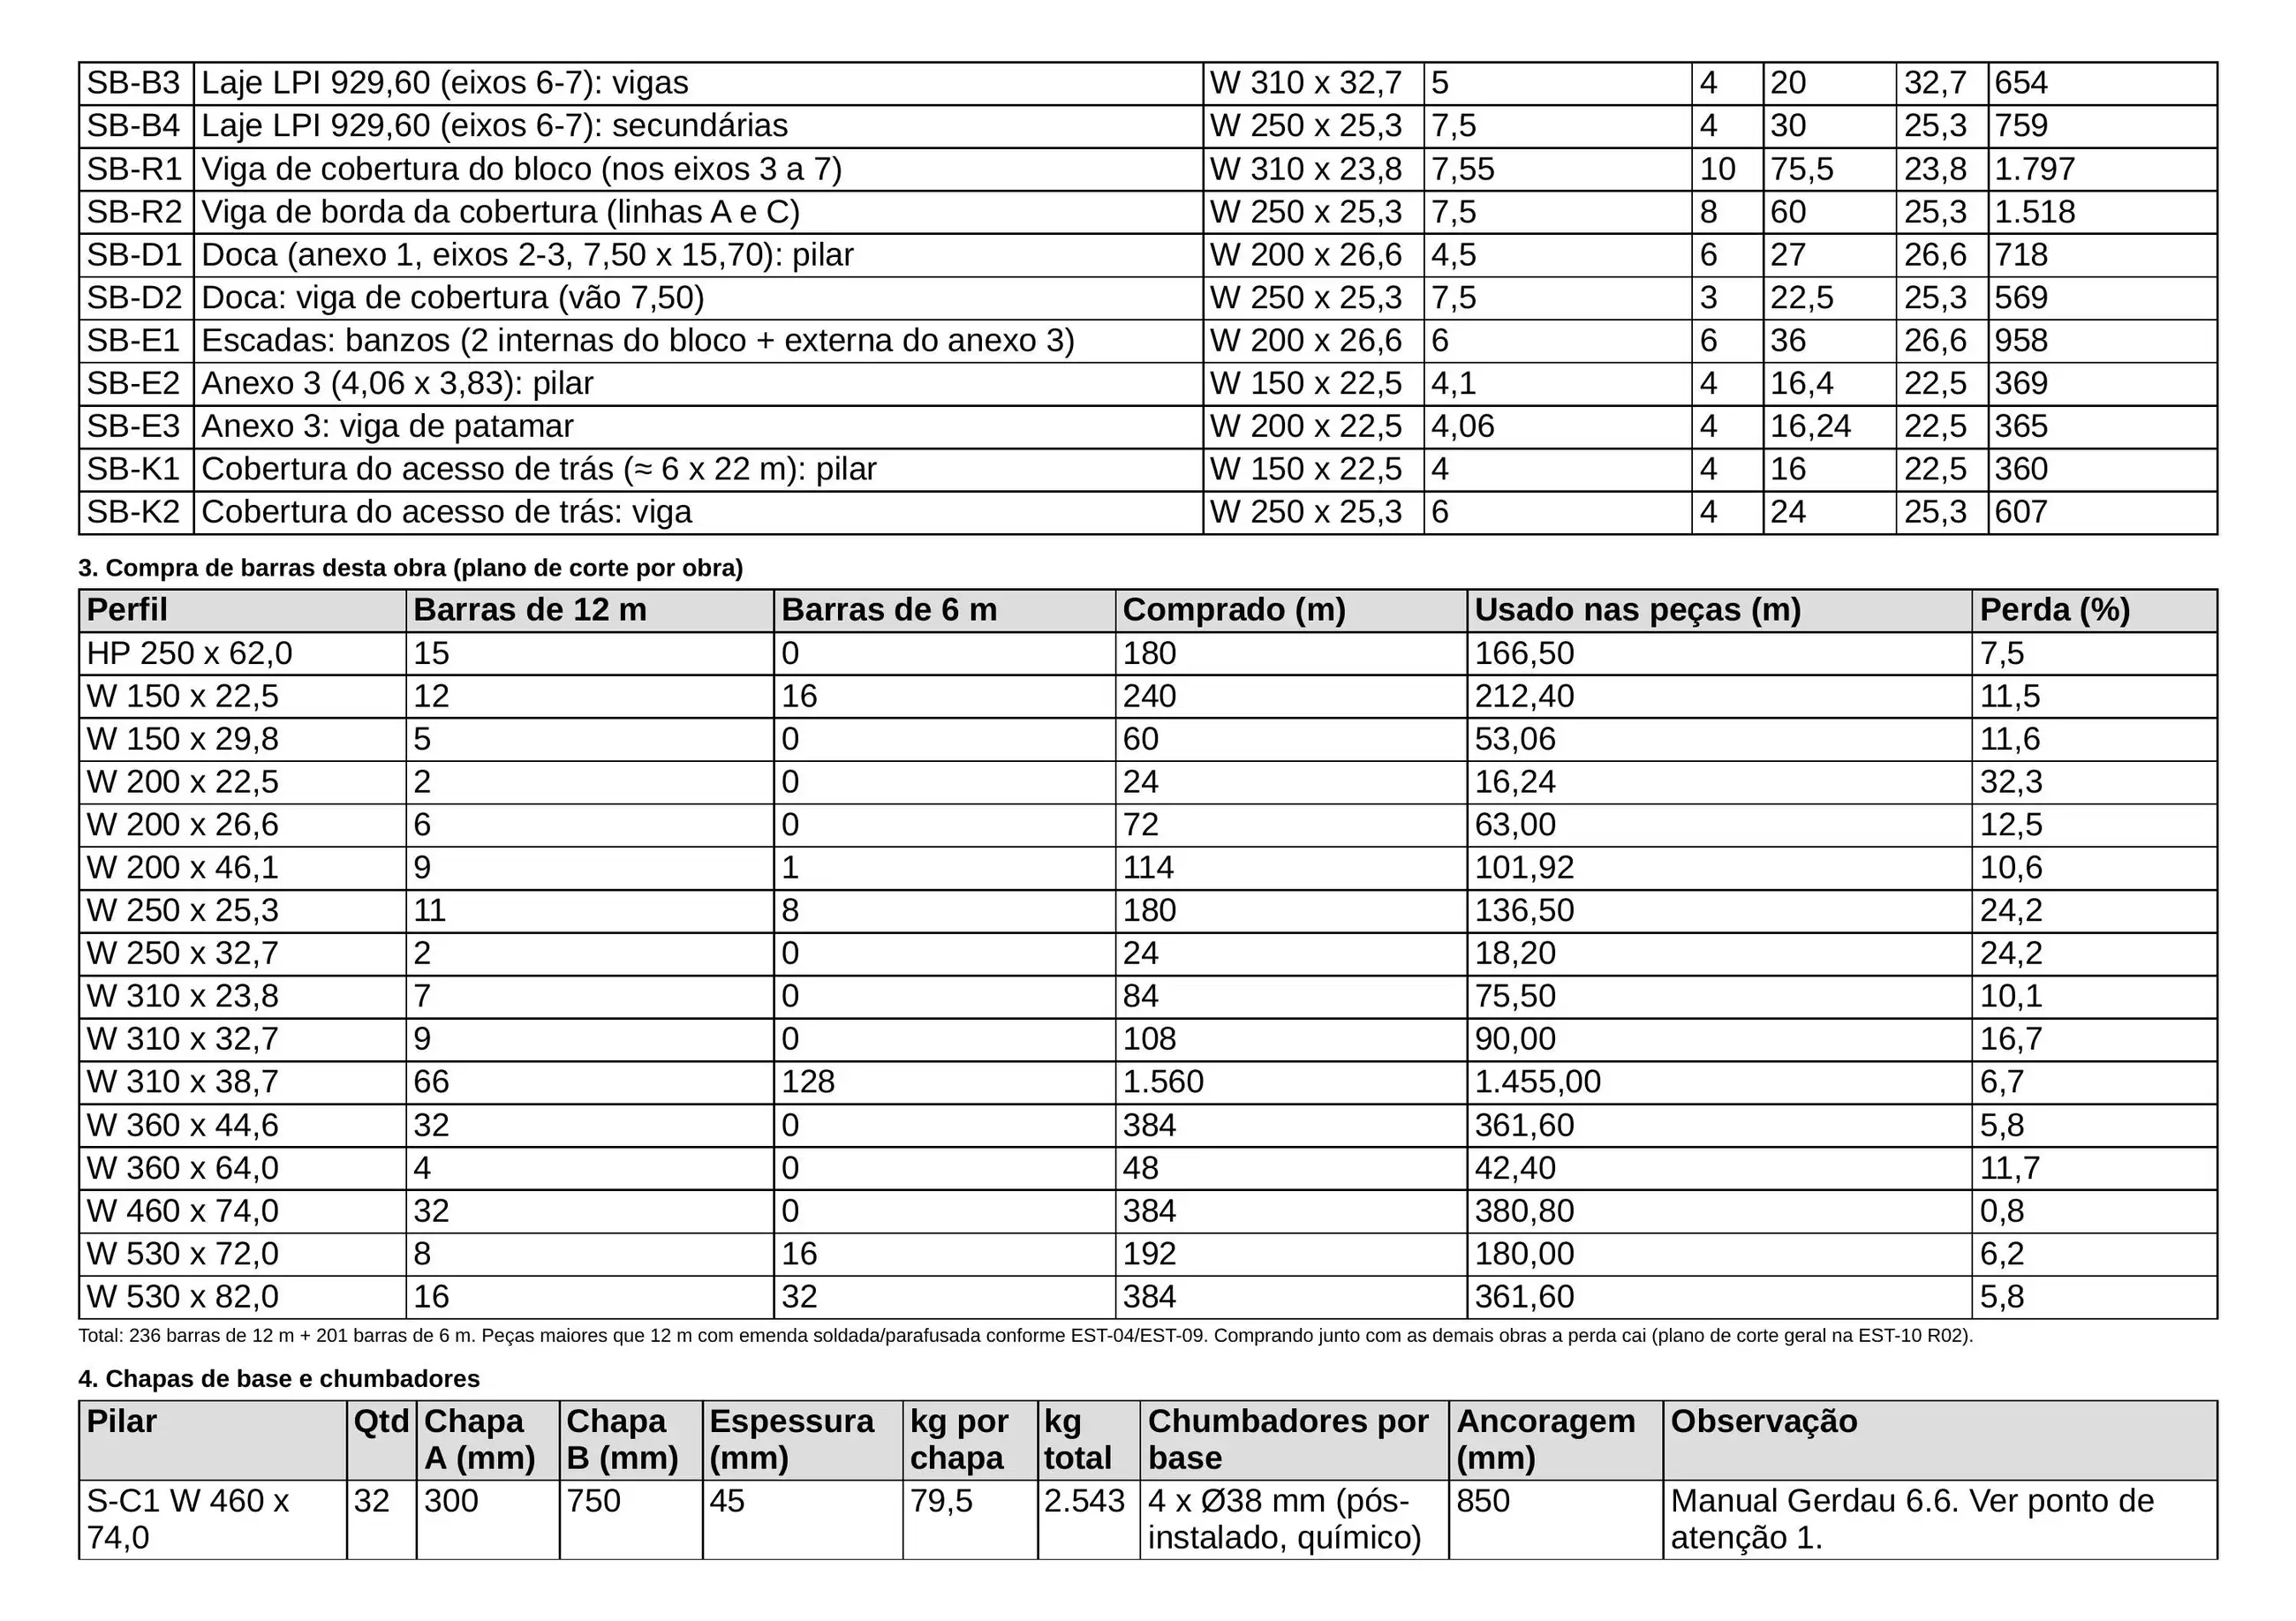 SB-B3 Laje LPI 929,60 (eixos 6-7): vigas W 310 x 32,7 5 4 20 32,7 654
SB-B4 Laje LPI 929,60 (eixos 6-7): secundárias W 250 x 25,3 7,5 4 30 25,3 759
SB-R1 Viga de cobertura do bloco (nos eixos 3 a 7) W 310 x 23,8 7,55 10 75,5 23,8 1.797
SB-R2 Viga de borda da cobertura (linhas A e C) W 250 x 25,3 7,5 8 60 25,3 1.518
SB-D1 Doca (anexo 1, eixos 2-3, 7,50 x 15,70): pilar W 200 x 26,6 4,5 6 27 26,6 718
SB-D2 Doca: viga de cobertura (vão 7,50) W 250 x 25,3 7,5 3 22,5 25,3 569
SB-E1 Escadas: banzos (2 internas do bloco + externa do anexo 3) W 200 x 26,6 6 6 36 26,6 958
SB-E2 Anexo 3 (4,06 x 3,83): pilar W 150 x 22,5 4,1 4 16,4 22,5 369
SB-E3 Anexo 3: viga de patamar W 200 x 22,5 4,06 4 16,24 22,5 365
SB-K1 Cobertura do acesso de trás (≈ 6 x 22 m): pilar W 150 x 22,5 4 4 16 22,5 360
SB-K2 Cobertura do acesso de trás: viga W 250 x 25,3 6 4 24 25,3 607
3. Compra de barras desta obra (plano de corte por obra)
Perfil Barras de 12 m Barras de 6 m Comprado (m) Usado nas peças (m) Perda (%)
HP 250 x 62,0 15 0 180 166,50 7,5
W 150 x 22,5 12 16 240 212,40 11,5
W 150 x 29,8 5 0 60 53,06 11,6
W 200 x 22,5 2 0 24 16,24 32,3
W 200 x 26,6 6 0 72 63,00 12,5
W 200 x 46,1 9 1 114 101,92 10,6
W 250 x 25,3 11 8 180 136,50 24,2
W 250 x 32,7 2 0 24 18,20 24,2
W 310 x 23,8 7 0 84 75,50 10,1
W 310 x 32,7 9 0 108 90,00 16,7
W 310 x 38,7 66 128 1.560 1.455,00 6,7
W 360 x 44,6 32 0 384 361,60 5,8
W 360 x 64,0 4 0 48 42,40 11,7
W 460 x 74,0 32 0 384 380,80 0,8
W 530 x 72,0 8 16 192 180,00 6,2
W 530 x 82,0 16 32 384 361,60 5,8
Total: 236 barras de 12 m + 201 barras de 6 m. Peças maiores que 12 m com emenda soldada/parafusada conforme EST-04/EST-09. Comprando junto com as demais obras a perda cai (plano de corte geral na EST-10 R02).
4. Chapas de base e chumbadores
Pilar Qtd Chapa Chapa Espessura kg por kg Chumbadores por Ancoragem Observação
A (mm) B (mm) (mm) chapa total base (mm)
S-C1 W 460 x 32 300 750 45 79,5 2.543 4 x Ø38 mm (pós- 850 Manual Gerdau 6.6. Ver ponto de
74,0 instalado, químico) atenção 1.